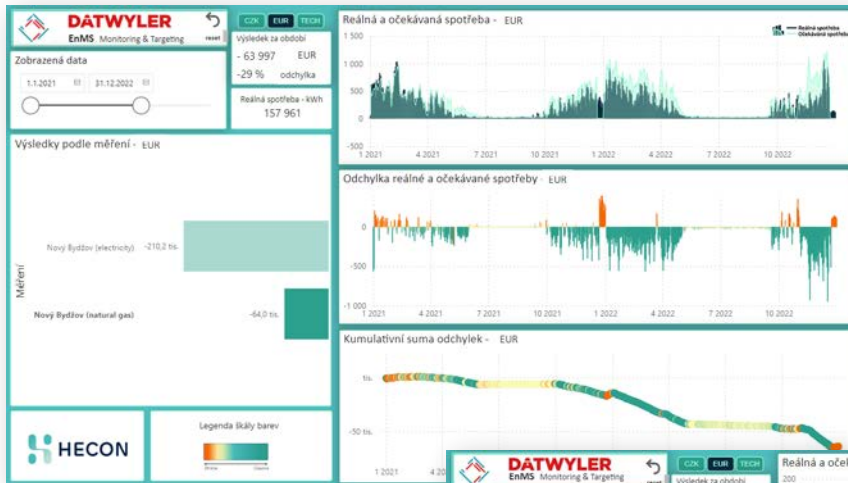 DÄTWYLER
EnMS Monitoring & Targeting
reset
CZK EUR TECH
Výsledek za období
- 63 997 EUR
-29 % odchylka
Zobrazená data
1.1.2021 31.12.2022
Reálná spotřeba - kWh
157 961
Výsledky podle měření - EUR
Měření
Nový Bydžov (electricity) -210,2 tis.
Nový Bydžov (natural gas) -64,0 tis.
HECON
Legenda škály barev
Reálná a očekávaná spotřeba - EUR
Reálná spotřeba
Očekávaná spotřeba
1 500
1 000
500
0
-500
1 2021 4 2021 7 2021 10 2021 1 2022 4 2022 7 2022 10 2022
Odchylka reálné a očekávané spotřeby - EUR
0
-500
-1 000
1 2021 4 2021 7 2021 10 2021 1 2022 4 2022 7 2022 10 2022
Kumulativní suma odchylek - EUR
tis.
-50 tis.
1 2021 4 20
DÄTWYLER
EnMS Monitoring & Targeting
CZK EUR TECH
Výsledek za období
Reálná a oče
200